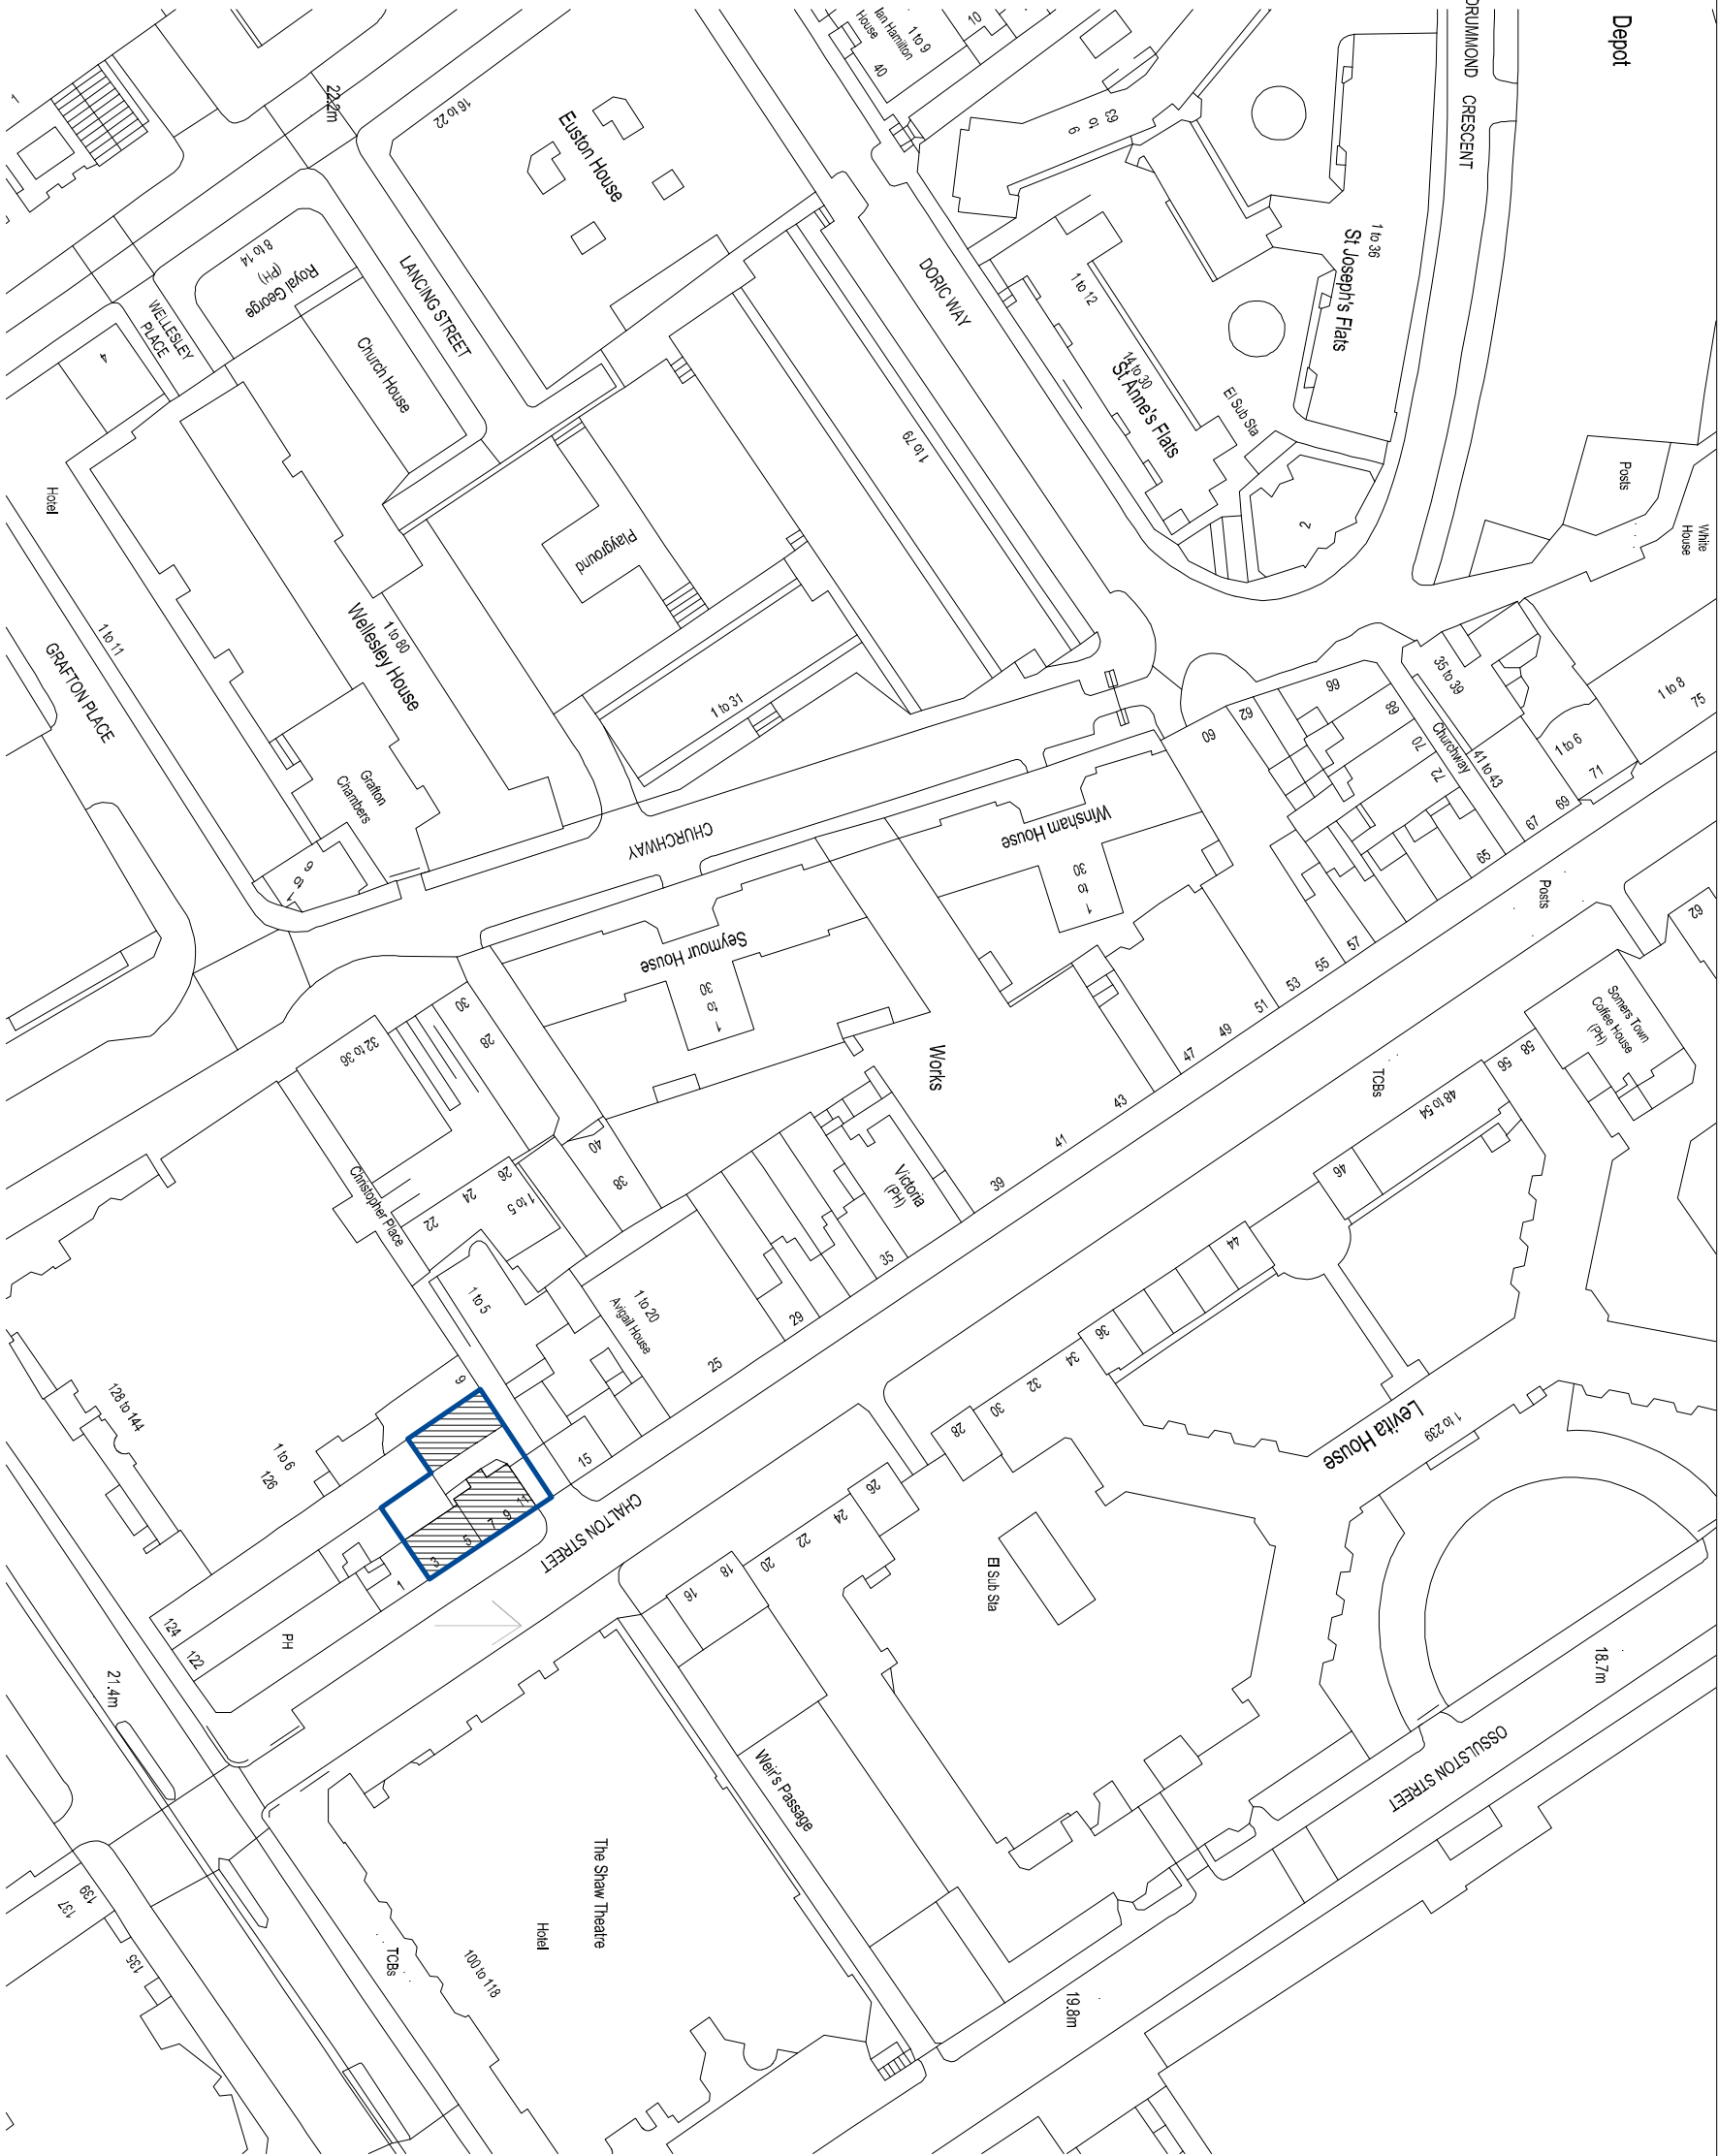 Depot
DRUMMOND CRESCENT
1 to 9
Ian Hamilton
House
40
10
9 to 63
22.2m
16 to 22
Euston House
1
1 to 36
St Joseph's Flats
1 to 12
14 to 30
St Anne's Flats
El Sub Sta
2
Posts
White
House
DORIC WAY
LANCING STREET
8 to 14
(PH)
Royal George
WELLESLEY
PLACE
4
Church House
1 to 79
Hotel
Playground
1 to 11
GRAFTON PLACE
1 to 80
Wellesley House
1 to 31
Grafton
Chambers
1 to 9
CHURCHWAY
60
62
66
68
70
72
35 to 39
Churchway
41 to 43
1 to 8
75
1 to 6
71
69
67
65
57
55
53
51
49
47
43
41
39
Winsham House
1 to 30
Seymour House
1 to 30
Posts
62
Somers Town
Coffee House
(PH)
58
56
48 to 54
46
44
TCBs
Works
Victoria
(PH)
35
29
25
30
28
32 to 36
40
38
26
24
22
1 to 5
Christopher Place
1 to 5
1 to 20
Avigail House
36
34
32
30
28
26
24
22
20
18
16
Levita House
1 to 239
9
128 to 144
1 to 6
126
15
11
9
7
5
3
1
CHALTON STREET
El Sub Sta
124
122
PH
21.4m
18.7m
OSSULSTON STREET
Weir's Passage
The Shaw Theatre
Hotel
TCBs
100 to 118
19.8m
139
137
135